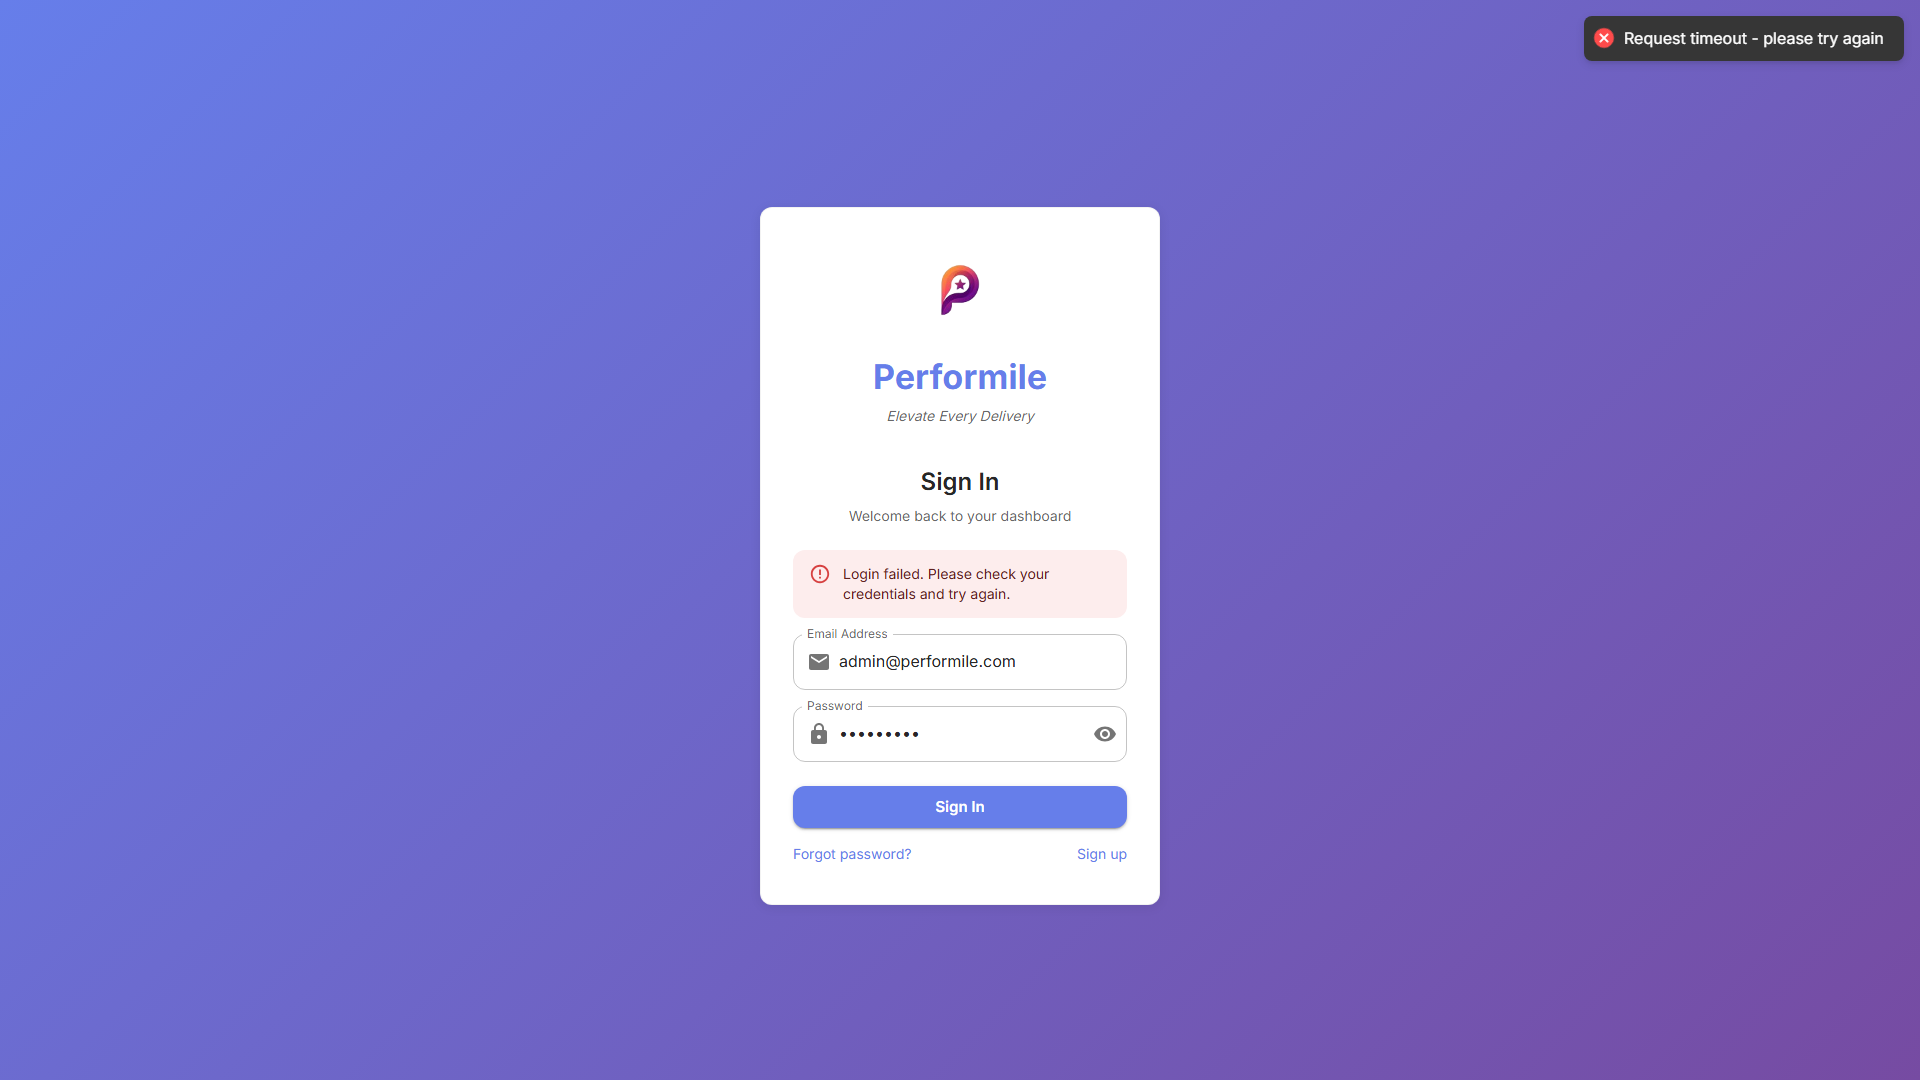 Request timeout - please try again
Performile
Elevate Every Delivery
Sign In
Welcome back to your dashboard
Login failed. Please check your
credentials and try again.
Email Address
admin@performile.com
Password
•••••••••
Sign In
Forgot password?
Sign up